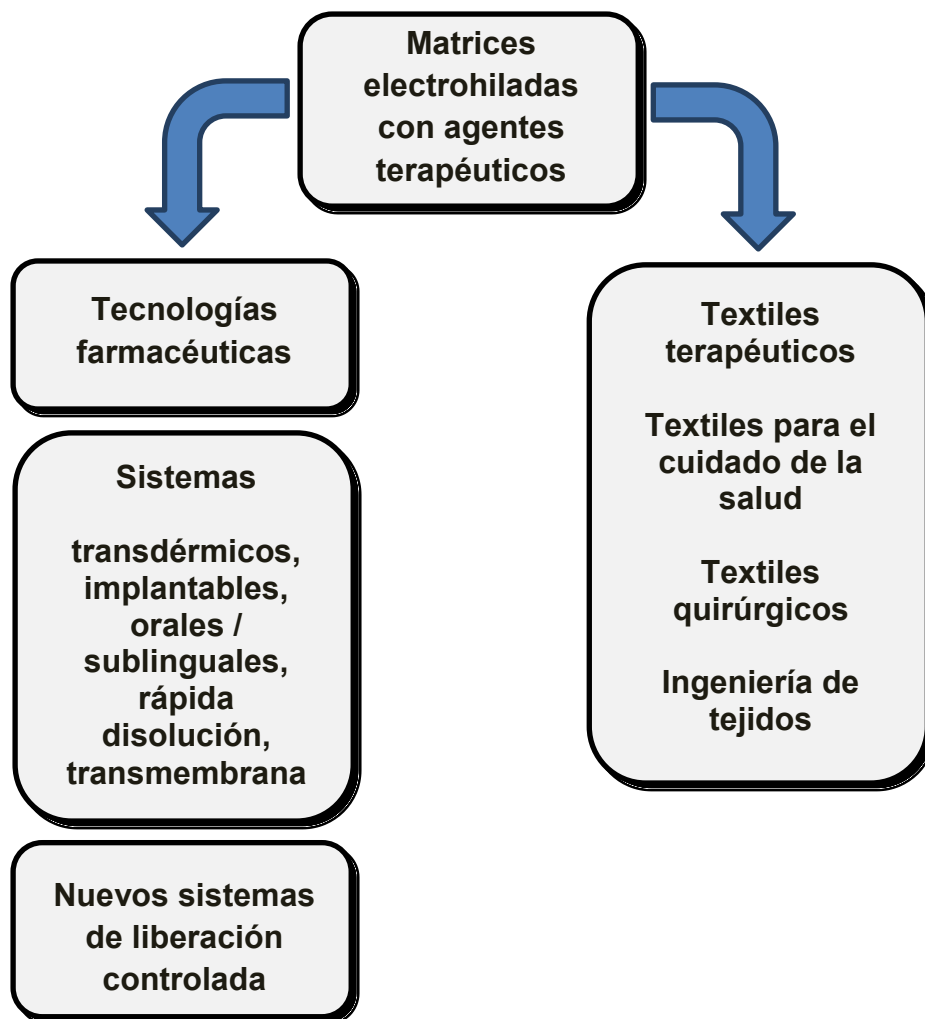 Matrices
electrohiladas
con agentes
terapéuticos
Tecnologías
farmacéuticas
Sistemas
transdérmicos,
implantables,
orales /
sublinguales,
rápida
disolución,
transmembrana
Nuevos sistemas
de liberación
controlada
Textiles
terapéuticos
Textiles para el
cuidado de la
salud
Textiles
quirúrgicos
Ingeniería de
tejidos